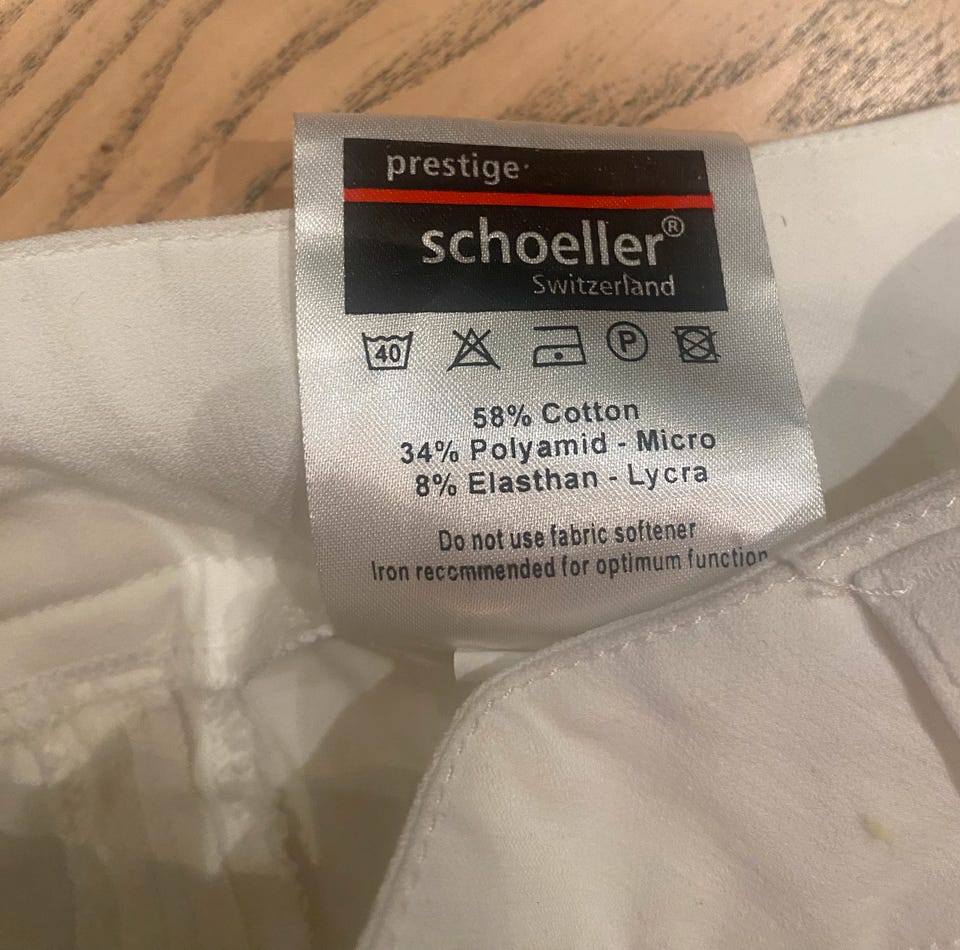 prestige·
schoeller®
Switzerland
40 P
58% Cotton
34% Polyamid - Micro
8% Elasthan - Lycra
Do not use fabric softener
Iron recommended for optimum function